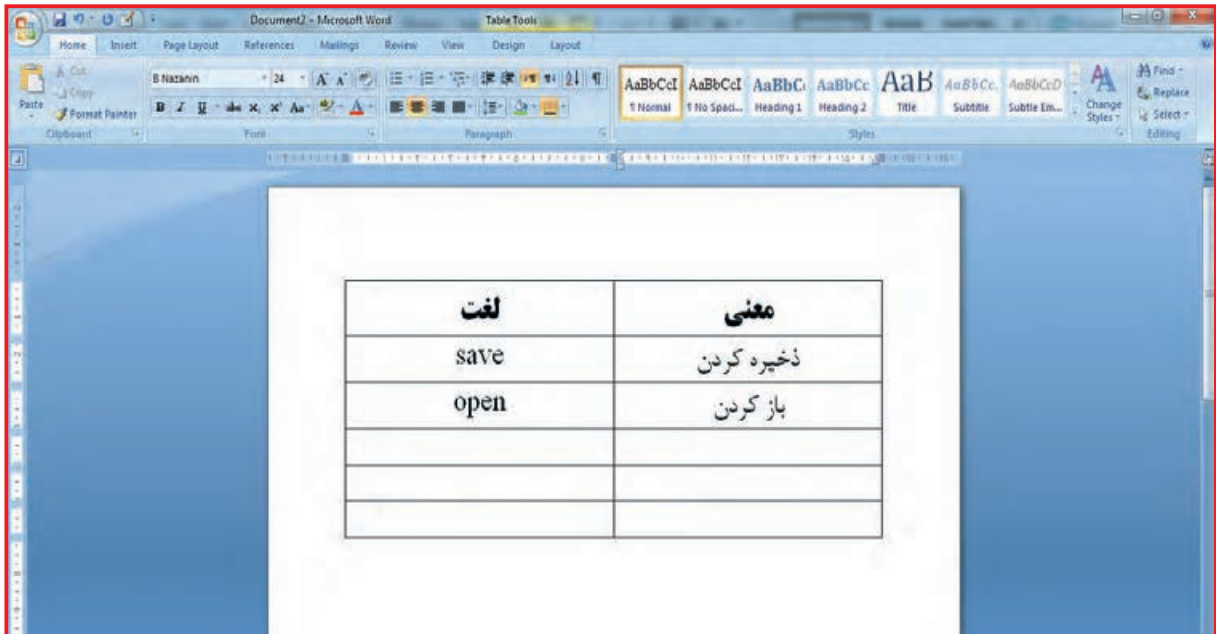 Document2 - Microsoft Word Table Tools
Home Insert Page Layout References Mailings Review View Design Layout
Paste
Cut
Copy
Format Painter
Clipboard
B Nazanin 24
Font
Paragraph
AaBbCcI AaBbCcI AaBbC AaBbCc AaB AaBbCc. AaBbCcD
¶ Normal ¶ No Spaci... Heading 1 Heading 2 Title Subtitle Subtle Em...
Change Styles
Styles
Find
Replace
Select
Editing
لغت معنی
save ذخیره کردن
open باز کردن